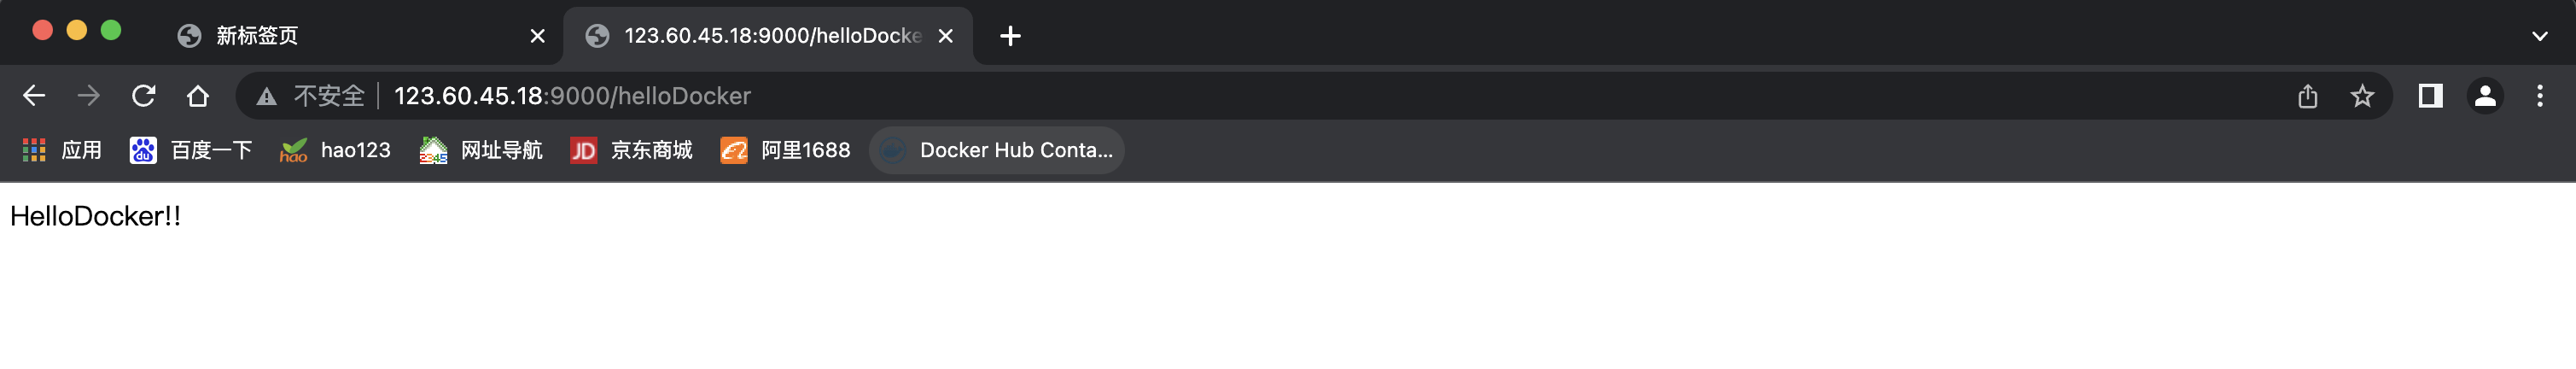 新标签页
123.60.45.18:9000/helloDocke
不安全 123.60.45.18:9000/helloDocker
应用 百度一下 hao123 网址导航 京东商城 阿里1688 Docker Hub Conta...
HelloDocker!!